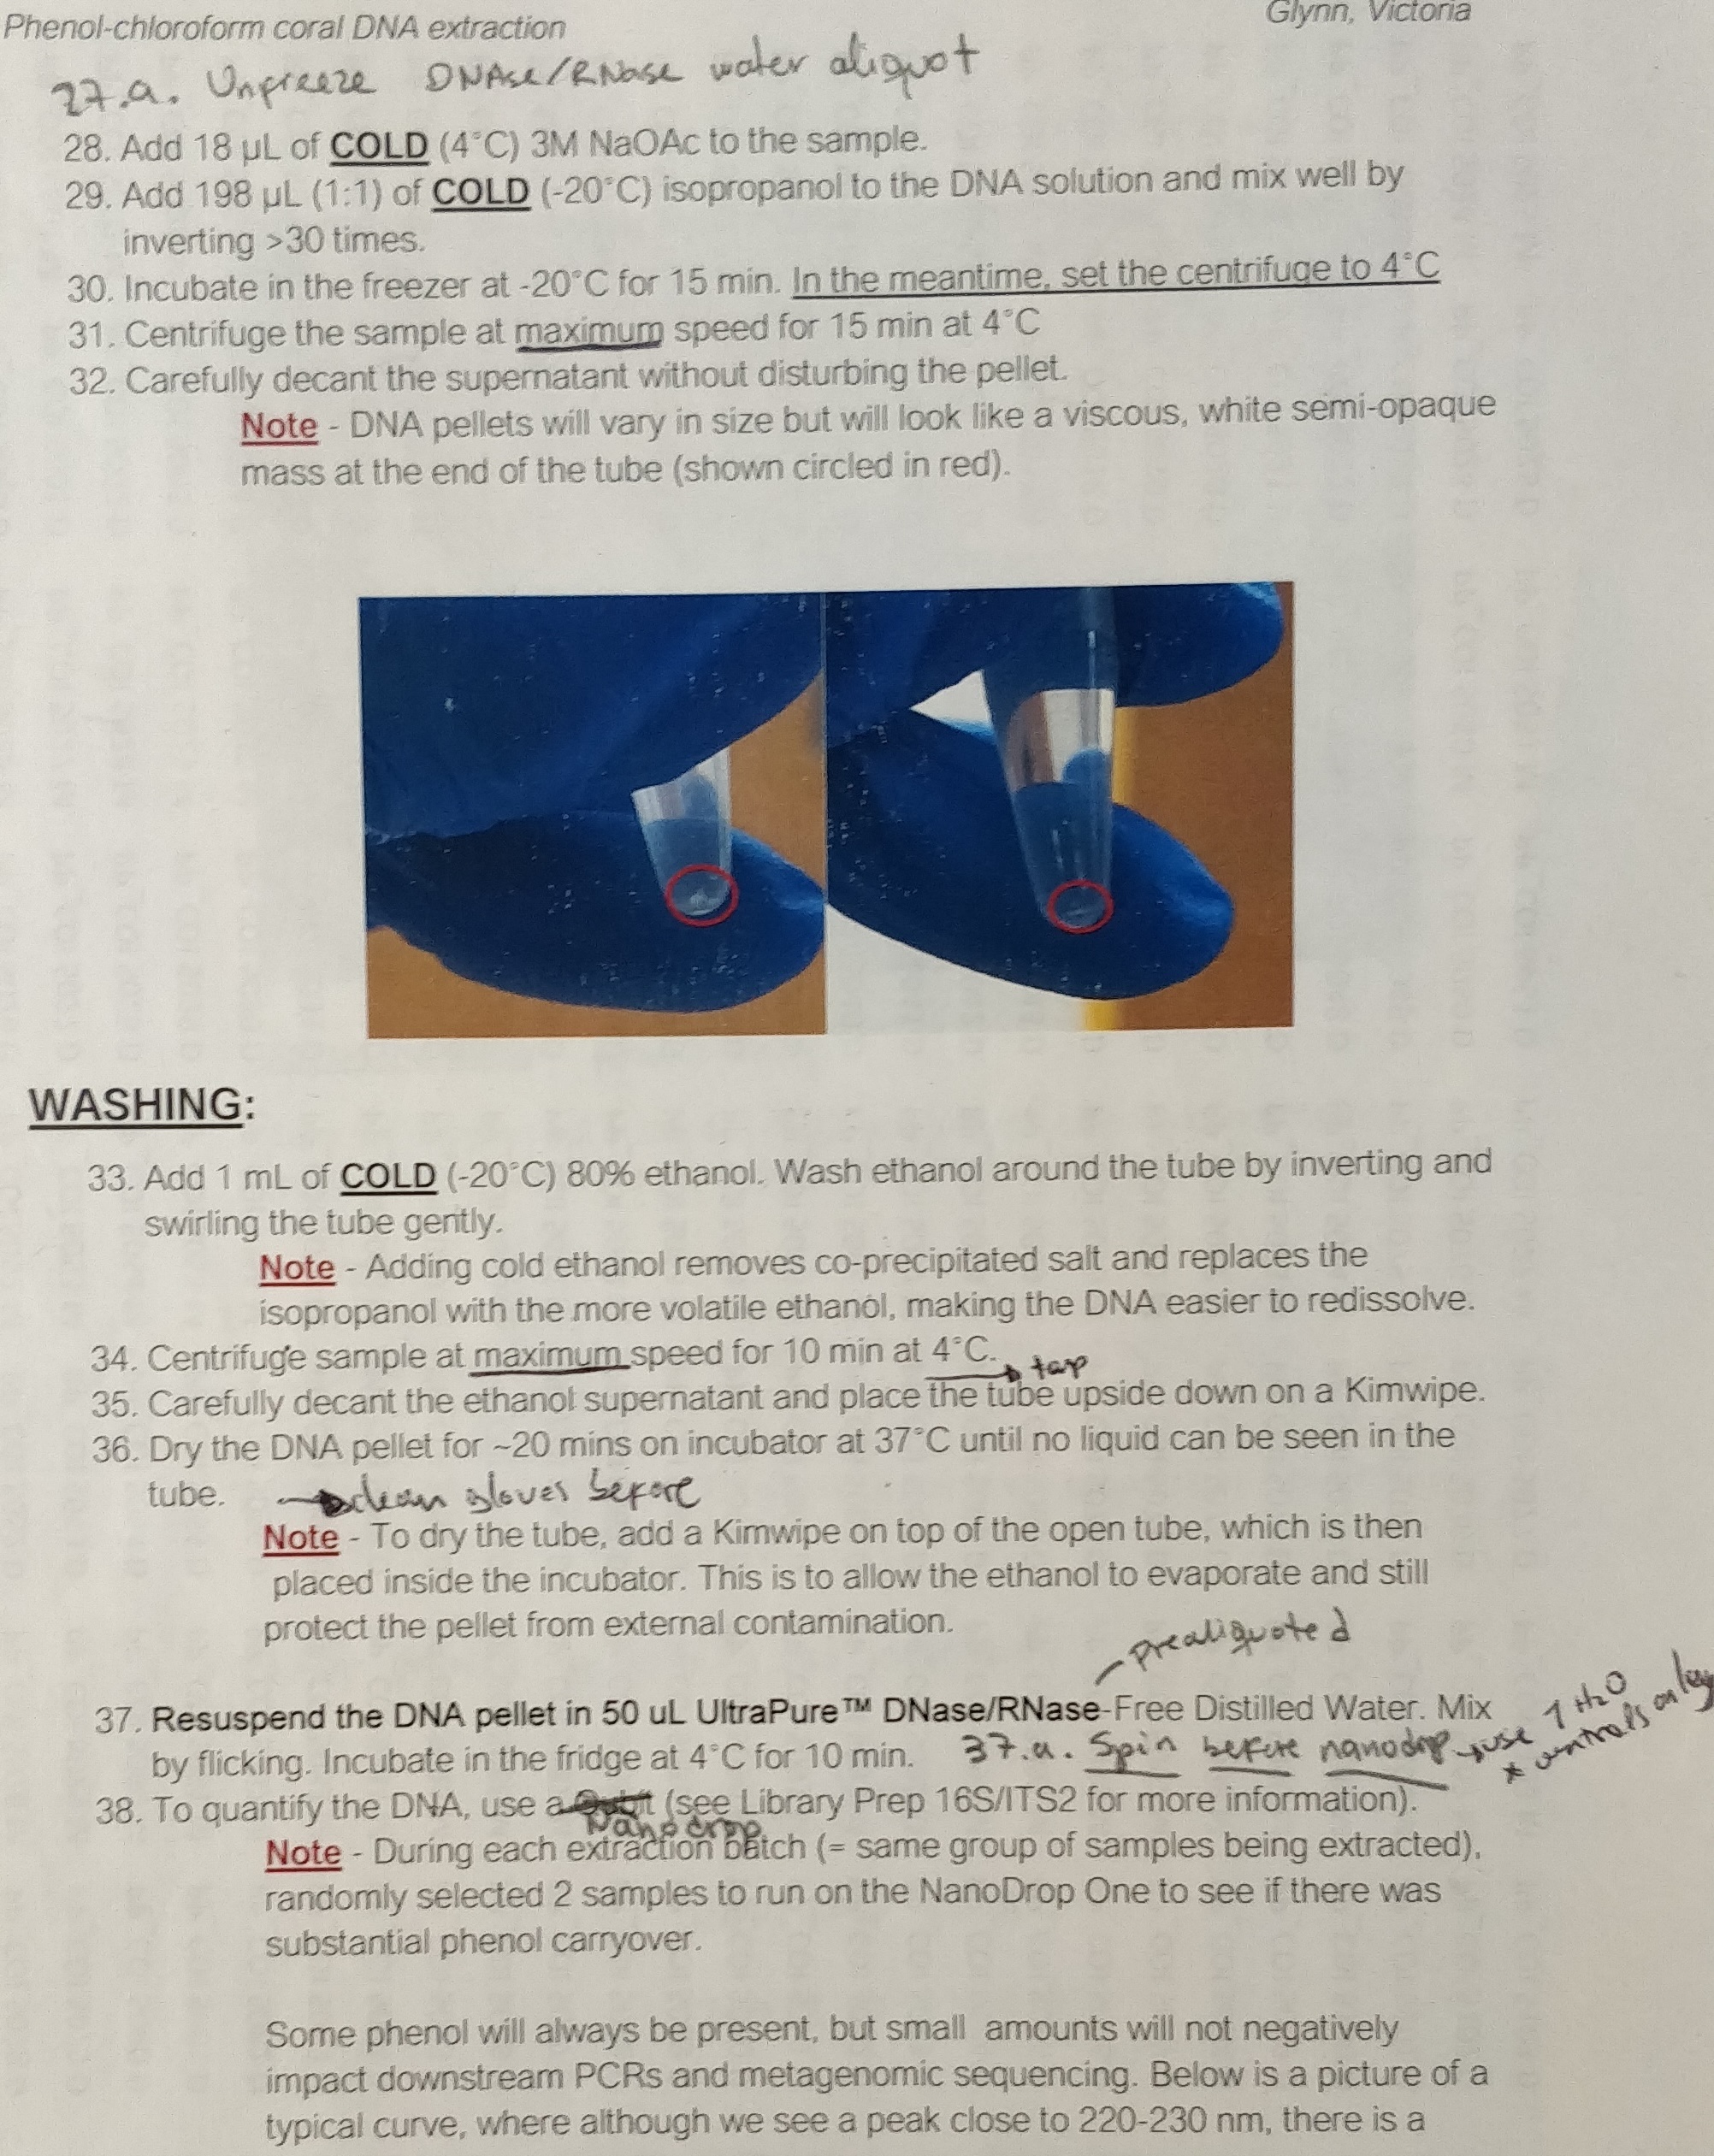 Phenol-chloroform coral DNA extraction
Glynn, Victoria
27.a. Unfreeze DNAse/RNase water aliquot
28. Add 18 µL of COLD (4°C) 3M NaOAc to the sample.
29. Add 198 µL (1:1) of COLD (-20°C) isopropanol to the DNA solution and mix well by
inverting >30 times.
30. Incubate in the freezer at -20°C for 15 min. In the meantime, set the centrifuge to 4°C
31. Centrifuge the sample at maximum speed for 15 min at 4°C
32. Carefully decant the supernatant without disturbing the pellet.
Note - DNA pellets will vary in size but will look like a viscous, white semi-opaque
mass at the end of the tube (shown circled in red).
WASHING:
33. Add 1 mL of COLD (-20°C) 80% ethanol. Wash ethanol around the tube by inverting and
swirling the tube gently.
Note - Adding cold ethanol removes co-precipitated salt and replaces the
isopropanol with the more volatile ethanol, making the DNA easier to redissolve.
34. Centrifuge sample at maximum speed for 10 min at 4°C.
tap
35. Carefully decant the ethanol supernatant and place the tube upside down on a Kimwipe.
36. Dry the DNA pellet for ~20 mins on incubator at 37°C until no liquid can be seen in the
tube. → clean gloves before
Note - To dry the tube, add a Kimwipe on top of the open tube, which is then
placed inside the incubator. This is to allow the ethanol to evaporate and still
protect the pellet from external contamination.
prealiquoted
37. Resuspend the DNA pellet in 50 uL UltraPure™ DNase/RNase-Free Distilled Water. Mix
by flicking. Incubate in the fridge at 4°C for 10 min. 37.a. Spin before nanodrop
→use 1 H2O
* controls only
38. To quantify the DNA, use a Qubit (see Library Prep 16S/ITS2 for more information).
Nanodrop
Note - During each extraction batch (= same group of samples being extracted),
randomly selected 2 samples to run on the NanoDrop One to see if there was
substantial phenol carryover.
Some phenol will always be present, but small amounts will not negatively
impact downstream PCRs and metagenomic sequencing. Below is a picture of a
typical curve, where although we see a peak close to 220-230 nm, there is a